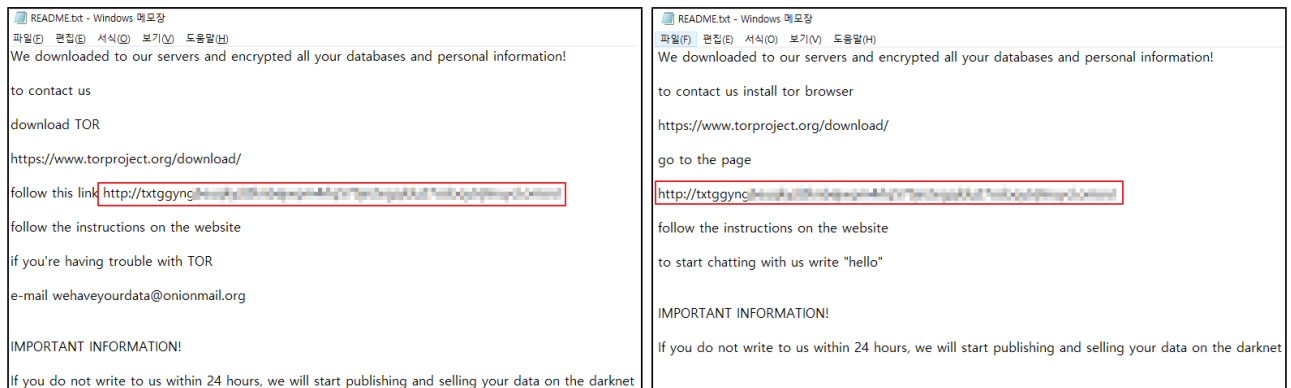 README.txt - Windows 메모장
파일(F) 편집(E) 서식(O) 보기(V) 도움말(H)
We downloaded to our servers and encrypted all your databases and personal information!
to contact us
download TOR
https://www.torproject.org/download/
follow this link http://txtggyng
follow the instructions on the website
if you're having trouble with TOR
e-mail wehaveyourdata@onionmail.org
IMPORTANT INFORMATION!
If you do not write to us within 24 hours, we will start publishing and selling your data on the darknet
README.txt - Windows 메모장
파일(F) 편집(E) 서식(O) 보기(V) 도움말(H)
We downloaded to our servers and encrypted all your databases and personal information!
to contact us install tor browser
https://www.torproject.org/download/
go to the page
http://txtggyng
follow the instructions on the website
to start chatting with us write "hello"
IMPORTANT INFORMATION!
If you do not write to us within 24 hours, we will start publishing and selling your data on the darknet